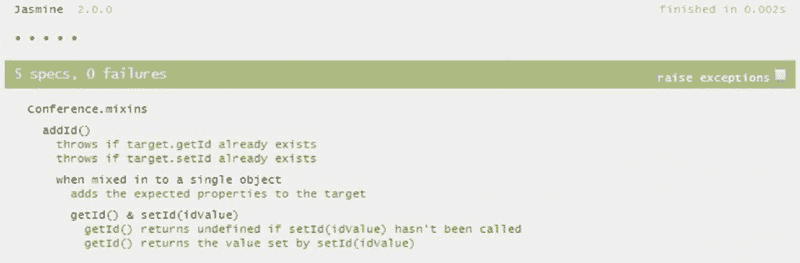 Jasmine 2.0.0 finished in 0.002s
• • • • •
5 specs, 0 failures raise exceptions
Conference.mixins
addId()
throws if target.getId already exists
throws if target.setId already exists
when mixed in to a single object
adds the expected properties to the target
getId() & setId(idValue)
getId() returns undefined if setId(idValue) hasn't been called
getId() returns the value set by setId(idValue)